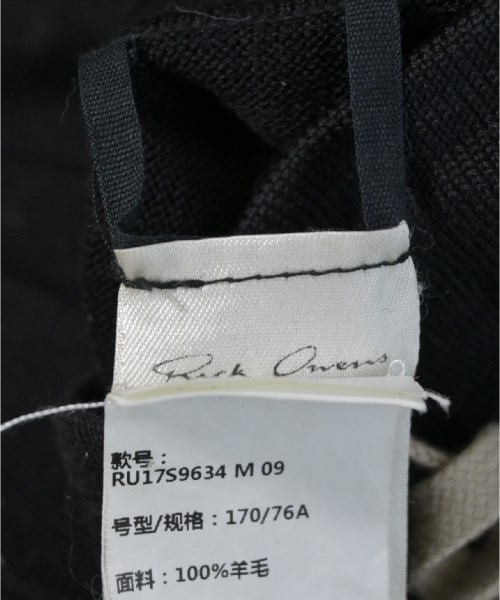 Rick Owens
款号：
RU17S9634 M 09
号型/规格：170/76A
面料：100%羊毛